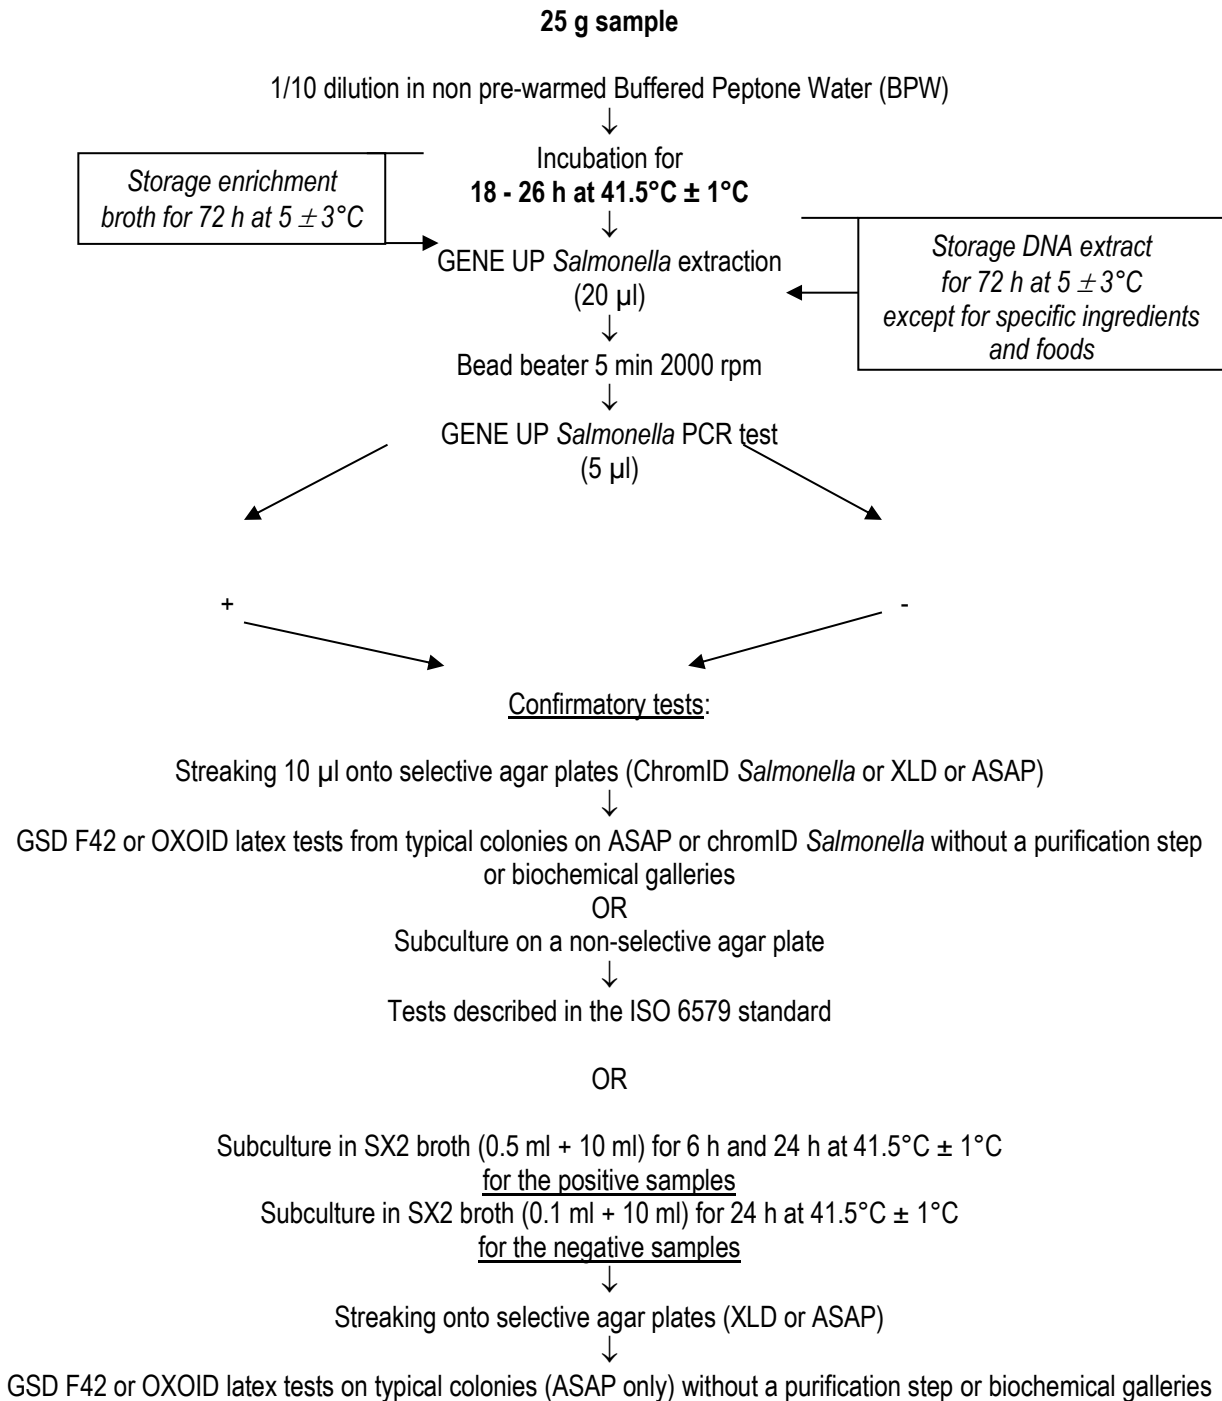 25 g sample
1/10 dilution in non pre-warmed Buffered Peptone Water (BPW)
↓
Incubation for
18 - 26 h at 41.5°C ± 1°C
Storage enrichment
broth for 72 h at 5 ± 3°C
↓
GENE UP Salmonella extraction
(20 µl)
Storage DNA extract
for 72 h at 5 ± 3°C
except for specific ingredients
and foods
↓
Bead beater 5 min 2000 rpm
↓
GENE UP Salmonella PCR test
(5 µl)
+
-
Confirmatory tests:
Streaking 10 µl onto selective agar plates (ChromID Salmonella or XLD or ASAP)
↓
GSD F42 or OXOID latex tests from typical colonies on ASAP or chromID Salmonella without a purification step
or biochemical galleries
OR
Subculture on a non-selective agar plate
↓
Tests described in the ISO 6579 standard
OR
Subculture in SX2 broth (0.5 ml + 10 ml) for 6 h and 24 h at 41.5°C ± 1°C
for the positive samples
Subculture in SX2 broth (0.1 ml + 10 ml) for 24 h at 41.5°C ± 1°C
for the negative samples
↓
Streaking onto selective agar plates (XLD or ASAP)
↓
GSD F42 or OXOID latex tests on typical colonies (ASAP only) without a purification step or biochemical galleries